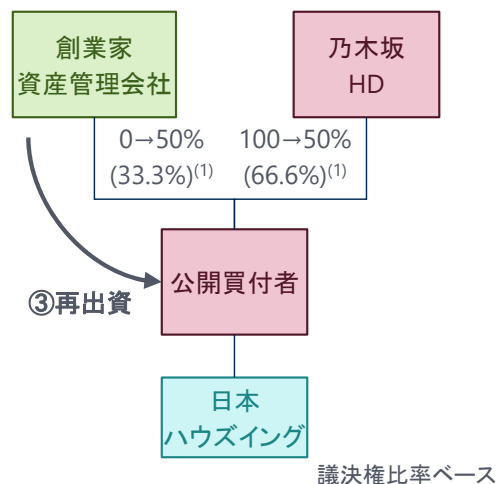 創業家
資産管理会社
乃木坂
HD
0→50%
(33.3%)(1)
100→50%
(66.6%)(1)
公開買付者
③再出資
日本
ハウズイング
議決権比率ベース